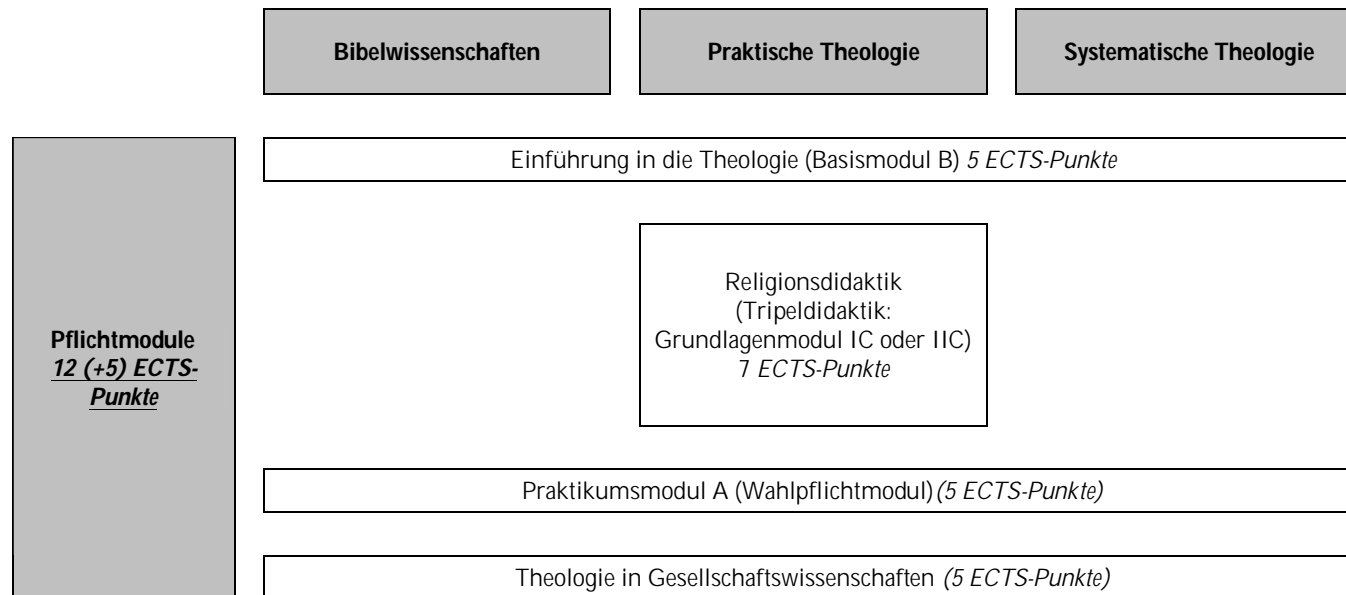 Bibelwissenschaften
Praktische Theologie
Systematische Theologie
Einführung in die Theologie (Basismodul B) 5 ECTS-Punkte
Religionsdidaktik
(Tripeldidaktik:
Grundlagenmodul IC oder IIC)
7 ECTS-Punkte
Pflichtmodule
12 (+5) ECTS-
Punkte
Praktikumsmodul A (Wahlpflichtmodul) (5 ECTS-Punkte)
Theologie in Gesellschaftswissenschaften (5 ECTS-Punkte)